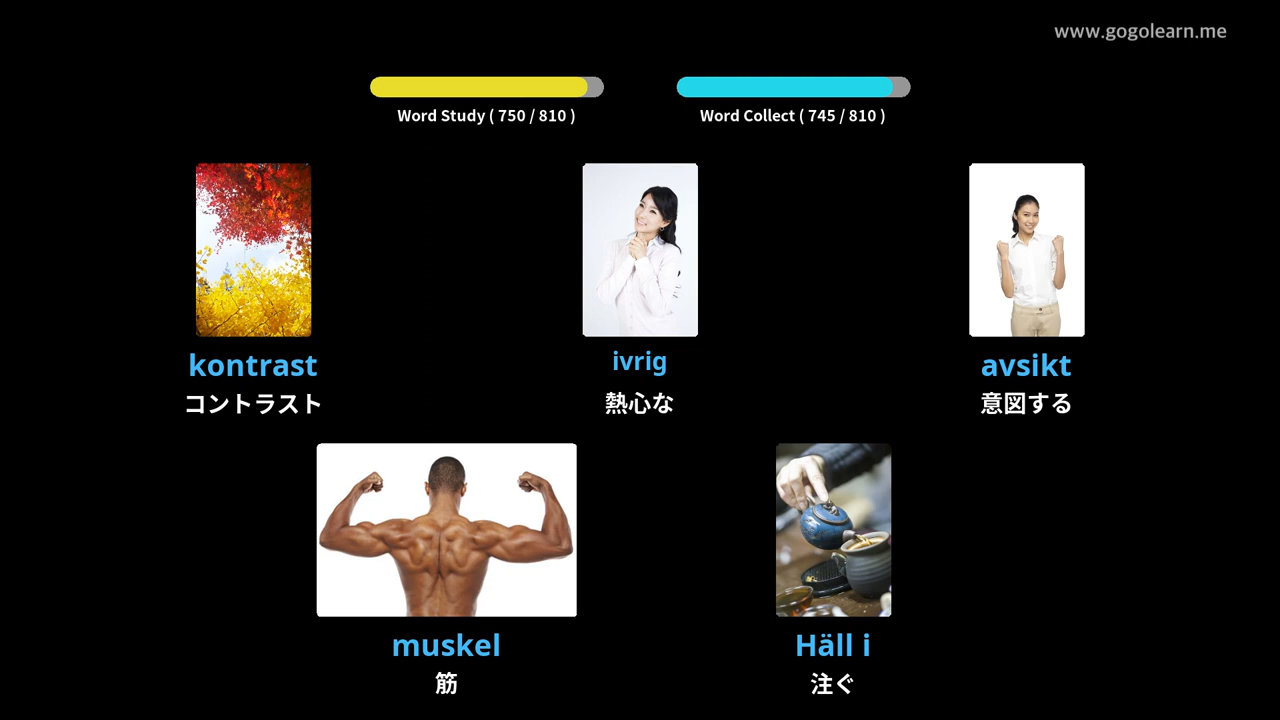 www.gogolearn.me
Word Study ( 750 / 810 )
Word Collect ( 745 / 810 )
kontrast
コントラスト
ivrig
熱心な
avsikt
意図する
muskel
筋
Häll i
注ぐ